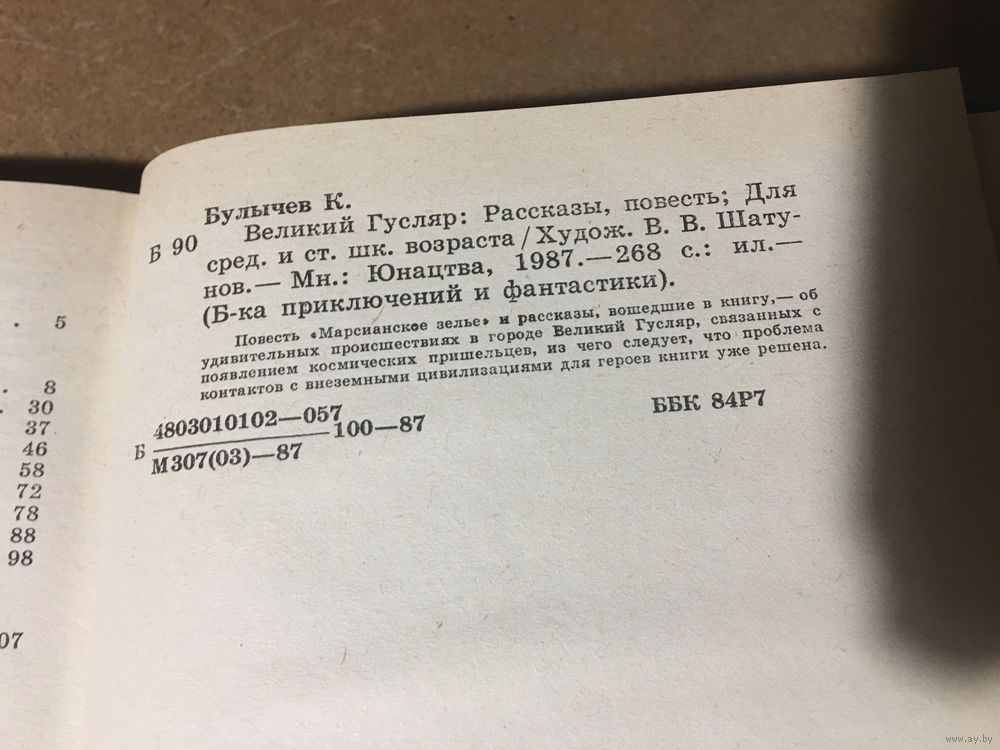 Булычев К.
Б 90 Великий Гусляр: Рассказы, повесть; Для
сред. и ст. шк. возраста / Худож. В. В. Шату-
нов.— Мн.: Юнацтва, 1987.—268 с.: ил.—
(Б-ка приключений и фантастики).
Повесть «Марсианское зелье» и рассказы, вошедшие в книгу,— об
удивительных происшествиях в городе Великий Гусляр, связанных с
появлением космических пришельцев, из чего следует, что проблема
контактов с внеземными цивилизациями для героев книги уже решена.
Б 4803010102—057
М307(03)—87
100—87
ББК 84Р7
. 5
. 8
. 30
37
46
58
72
78
88
98
07
www.ay.by